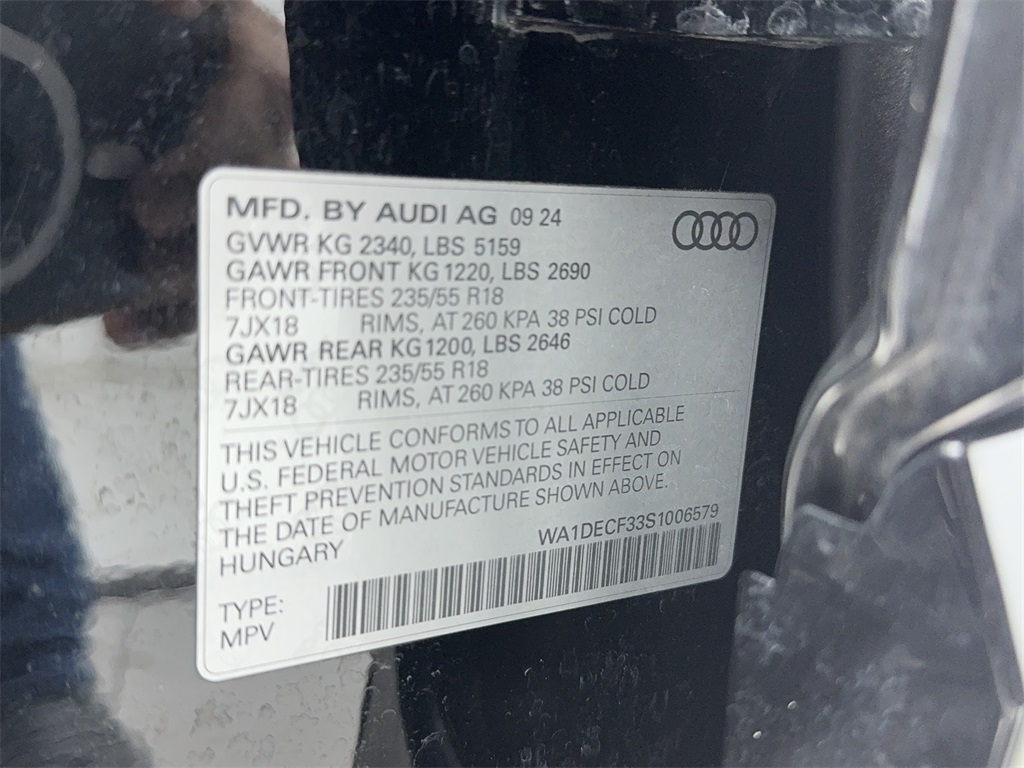 MFD. BY AUDI AG 09 24
GVWR KG 2340, LBS 5159
GAWR FRONT KG 1220, LBS 2690
FRONT-TIRES 235/55 R18
7JX18 RIMS, AT 260 KPA 38 PSI COLD
GAWR REAR KG 1200, LBS 2646
REAR-TIRES 235/55 R18
7JX18 RIMS, AT 260 KPA 38 PSI COLD
THIS VEHICLE CONFORMS TO ALL APPLICABLE
U.S. FEDERAL MOTOR VEHICLE SAFETY AND
THEFT PREVENTION STANDARDS IN EFFECT ON
THE DATE OF MANUFACTURE SHOWN ABOVE.
HUNGARY WA1DECF33S1006579
TYPE:
MPV